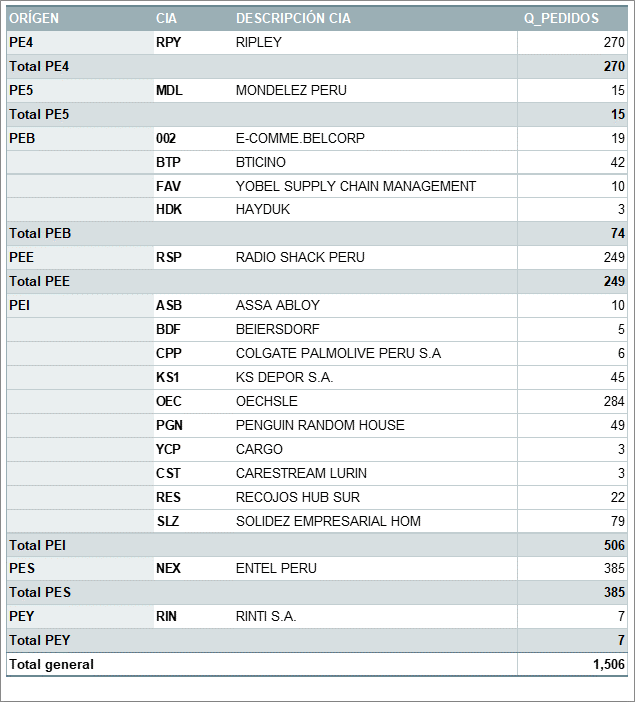 ORÍGEN CIA DESCRIPCIÓN CIA Q_PEDIDOS
PE4 RPY RIPLEY 270
Total PE4 270
PE5 MDL MONDELEZ PERU 15
Total PE5 15
PEB 002 E-COMME.BELCORP 19
BTP BTICINO 42
FAV YOBEL SUPPLY CHAIN MANAGEMENT 10
HDK HAYDUK 3
Total PEB 74
PEE RSP RADIO SHACK PERU 249
Total PEE 249
PEI ASB ASSA ABLOY 10
BDF BEIERSDORF 5
CPP COLGATE PALMOLIVE PERU S.A 6
KS1 KS DEPOR S.A. 45
OEC OECHSLE 284
PGN PENGUIN RANDOM HOUSE 49
YCP CARGO 3
CST CARESTREAM LURIN 3
RES RECOJOS HUB SUR 22
SLZ SOLIDEZ EMPRESARIAL HOM 79
Total PEI 506
PES NEX ENTEL PERU 385
Total PES 385
PEY RIN RINTI S.A. 7
Total PEY 7
Total general 1,506